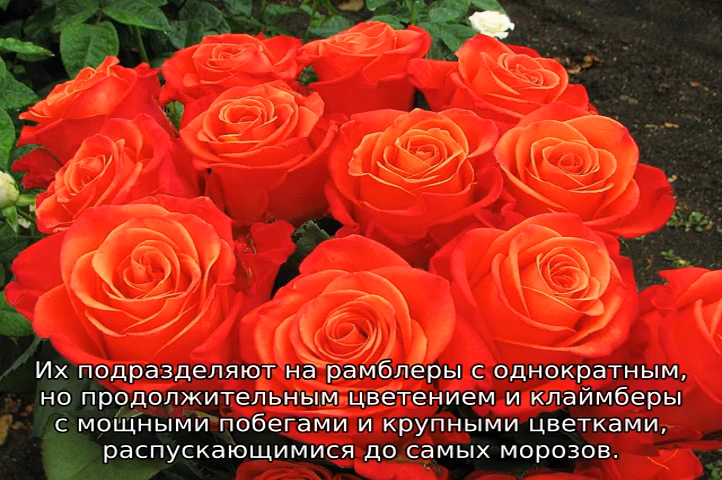 Их подразделяют на рамблеры с однократным,
но продолжительным цветением и клаймберы
с мощными побегами и крупными цветками,
распускающимися до самых морозов.